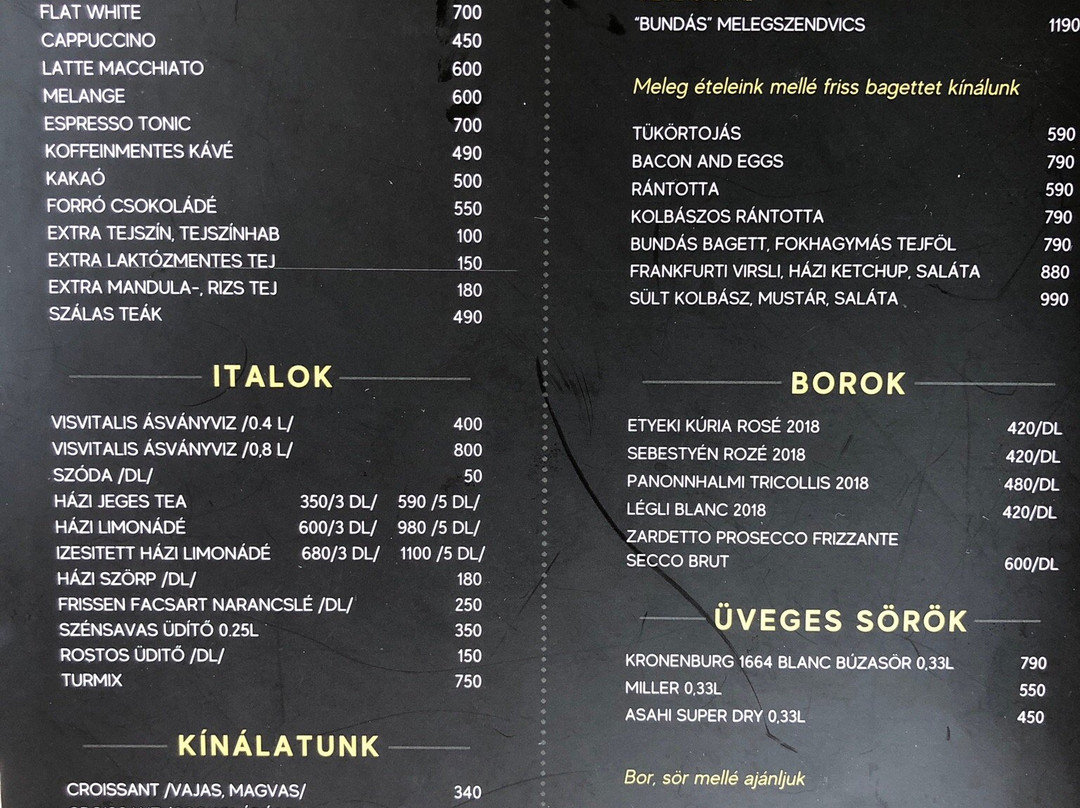 FLAT WHITE 700
CAPPUCCINO 450
LATTE MACCHIATO 600
MELANGE 600
ESPRESSO TONIC 700
KOFFEINMENTES KÁVÉ 490
KAKAÓ 500
FORRÓ CSOKOLÁDÉ 550
EXTRA TEJSZÍN, TEJSZÍNHAB 100
EXTRA LAKTÓZMENTES TEJ 150
EXTRA MANDULA-, RIZS TEJ 180
SZÁLAS TEÁK 490
ITALOK
VISVITALIS ÁSVÁNYVIZ /0.4 L/ 400
VISVITALIS ÁSVÁNYVIZ /0,8 L/ 800
SZÓDA /DL/ 50
HÁZI JEGES TEA 350/3 DL/ 590 /5 DL/
HÁZI LIMONÁDÉ 600/3 DL/ 980 /5 DL/
IZESITETT HÁZI LIMONÁDÉ 680/3 DL/ 1100 /5 DL/
HÁZI SZÖRP /DL/ 180
FRISSEN FACSART NARANCSLÉ /DL/ 250
SZÉNSAVAS ÜDÍTŐ 0.25L 350
ROSTOS ÜDITŐ /DL/ 150
TURMIX 750
KÍNÁLATUNK
CROISSANT /VAJAS, MAGVAS/ 340
"BUNDÁS" MELEGSZENDVICS 1190
Meleg ételeink mellé friss bagettet kínálunk
TÜKÖRTOJÁS 590
BACON AND EGGS 790
RÁNTOTTA 590
KOLBÁSZOS RÁNTOTTA 790
BUNDÁS BAGETT, FOKHAGYMÁS TEJFÖL 790
FRANKFURTI VIRSLI, HÁZI KETCHUP, SALÁTA 880
SÜLT KOLBÁSZ, MUSTÁR, SALÁTA 990
BOROK
ETYEKI KÚRIA ROSÉ 2018 420/DL
SEBESTYÉN ROZÉ 2018 420/DL
PANONNHALMI TRICOLLIS 2018 480/DL
LÉGLI BLANC 2018 420/DL
ZARDETTO PROSECCO FRIZZANTE
SECCO BRUT 600/DL
ÜVEGES SÖRÖK
KRONENBURG 1664 BLANC BÚZASÖR 0,33L 790
MILLER 0,33L 550
ASAHI SUPER DRY 0,33L 450
Bor, sör mellé ajánljuk